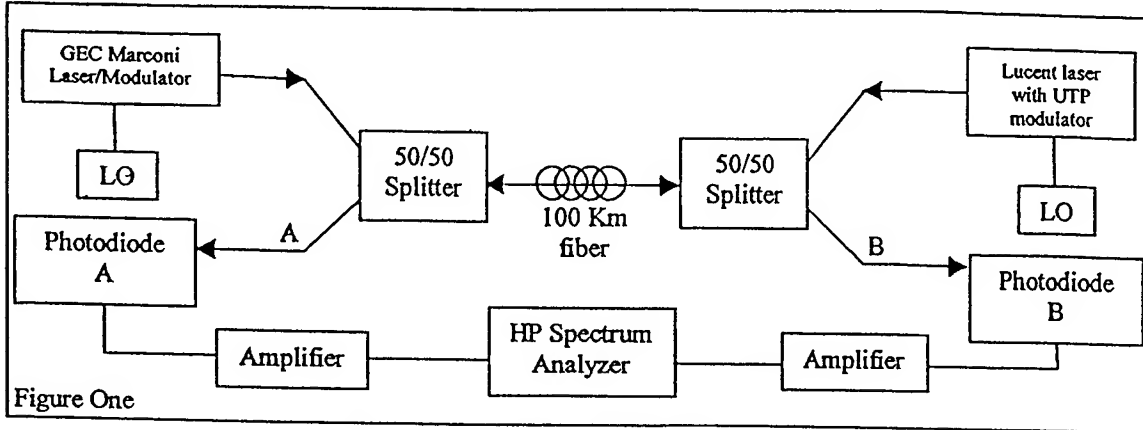 GEC Marconi
Laser/Modulator
LO
Photodiode
A
A
50/50
Splitter
100 Km
fiber
50/50
Splitter
Lucent laser
with UTP
modulator
LO
B
Photodiode
B
Amplifier
HP Spectrum
Analyzer
Amplifier
Figure One